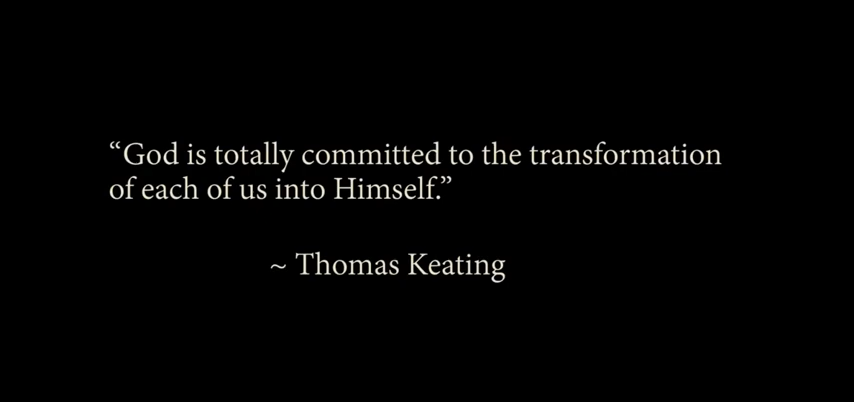 “God is totally committed to the transformation
of each of us into Himself.”
~ Thomas Keating